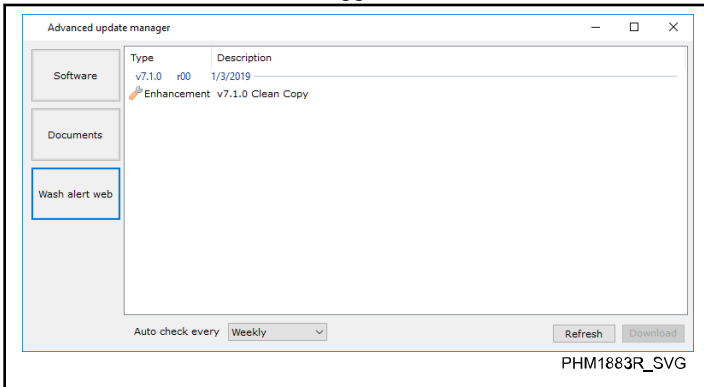 Advanced update manager
Software
Documents
Wash alert web
Type Description
v7.1.0 r00 1/3/2019
Enhancement v7.1.0 Clean Copy
Auto check every Weekly
Refresh Download
PHM1883R_SVG